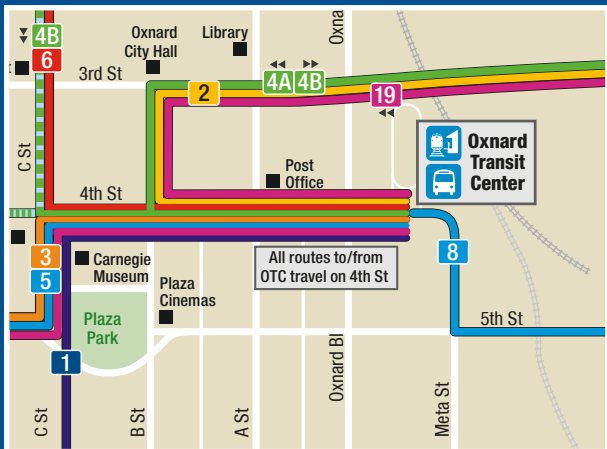 4B
6
Oxnard
City Hall
Library
Oxna
t
3rd St
2
4A
4B
19
C St
Oxnard
Transit
Center
Post
Office
4th St
3
5
Carnegie
Museum
Plaza
Cinemas
All routes to/from
OTC travel on 4th St
8
Plaza
Park
5th St
1
C St
B St
A St
Oxnard Bl
Meta St